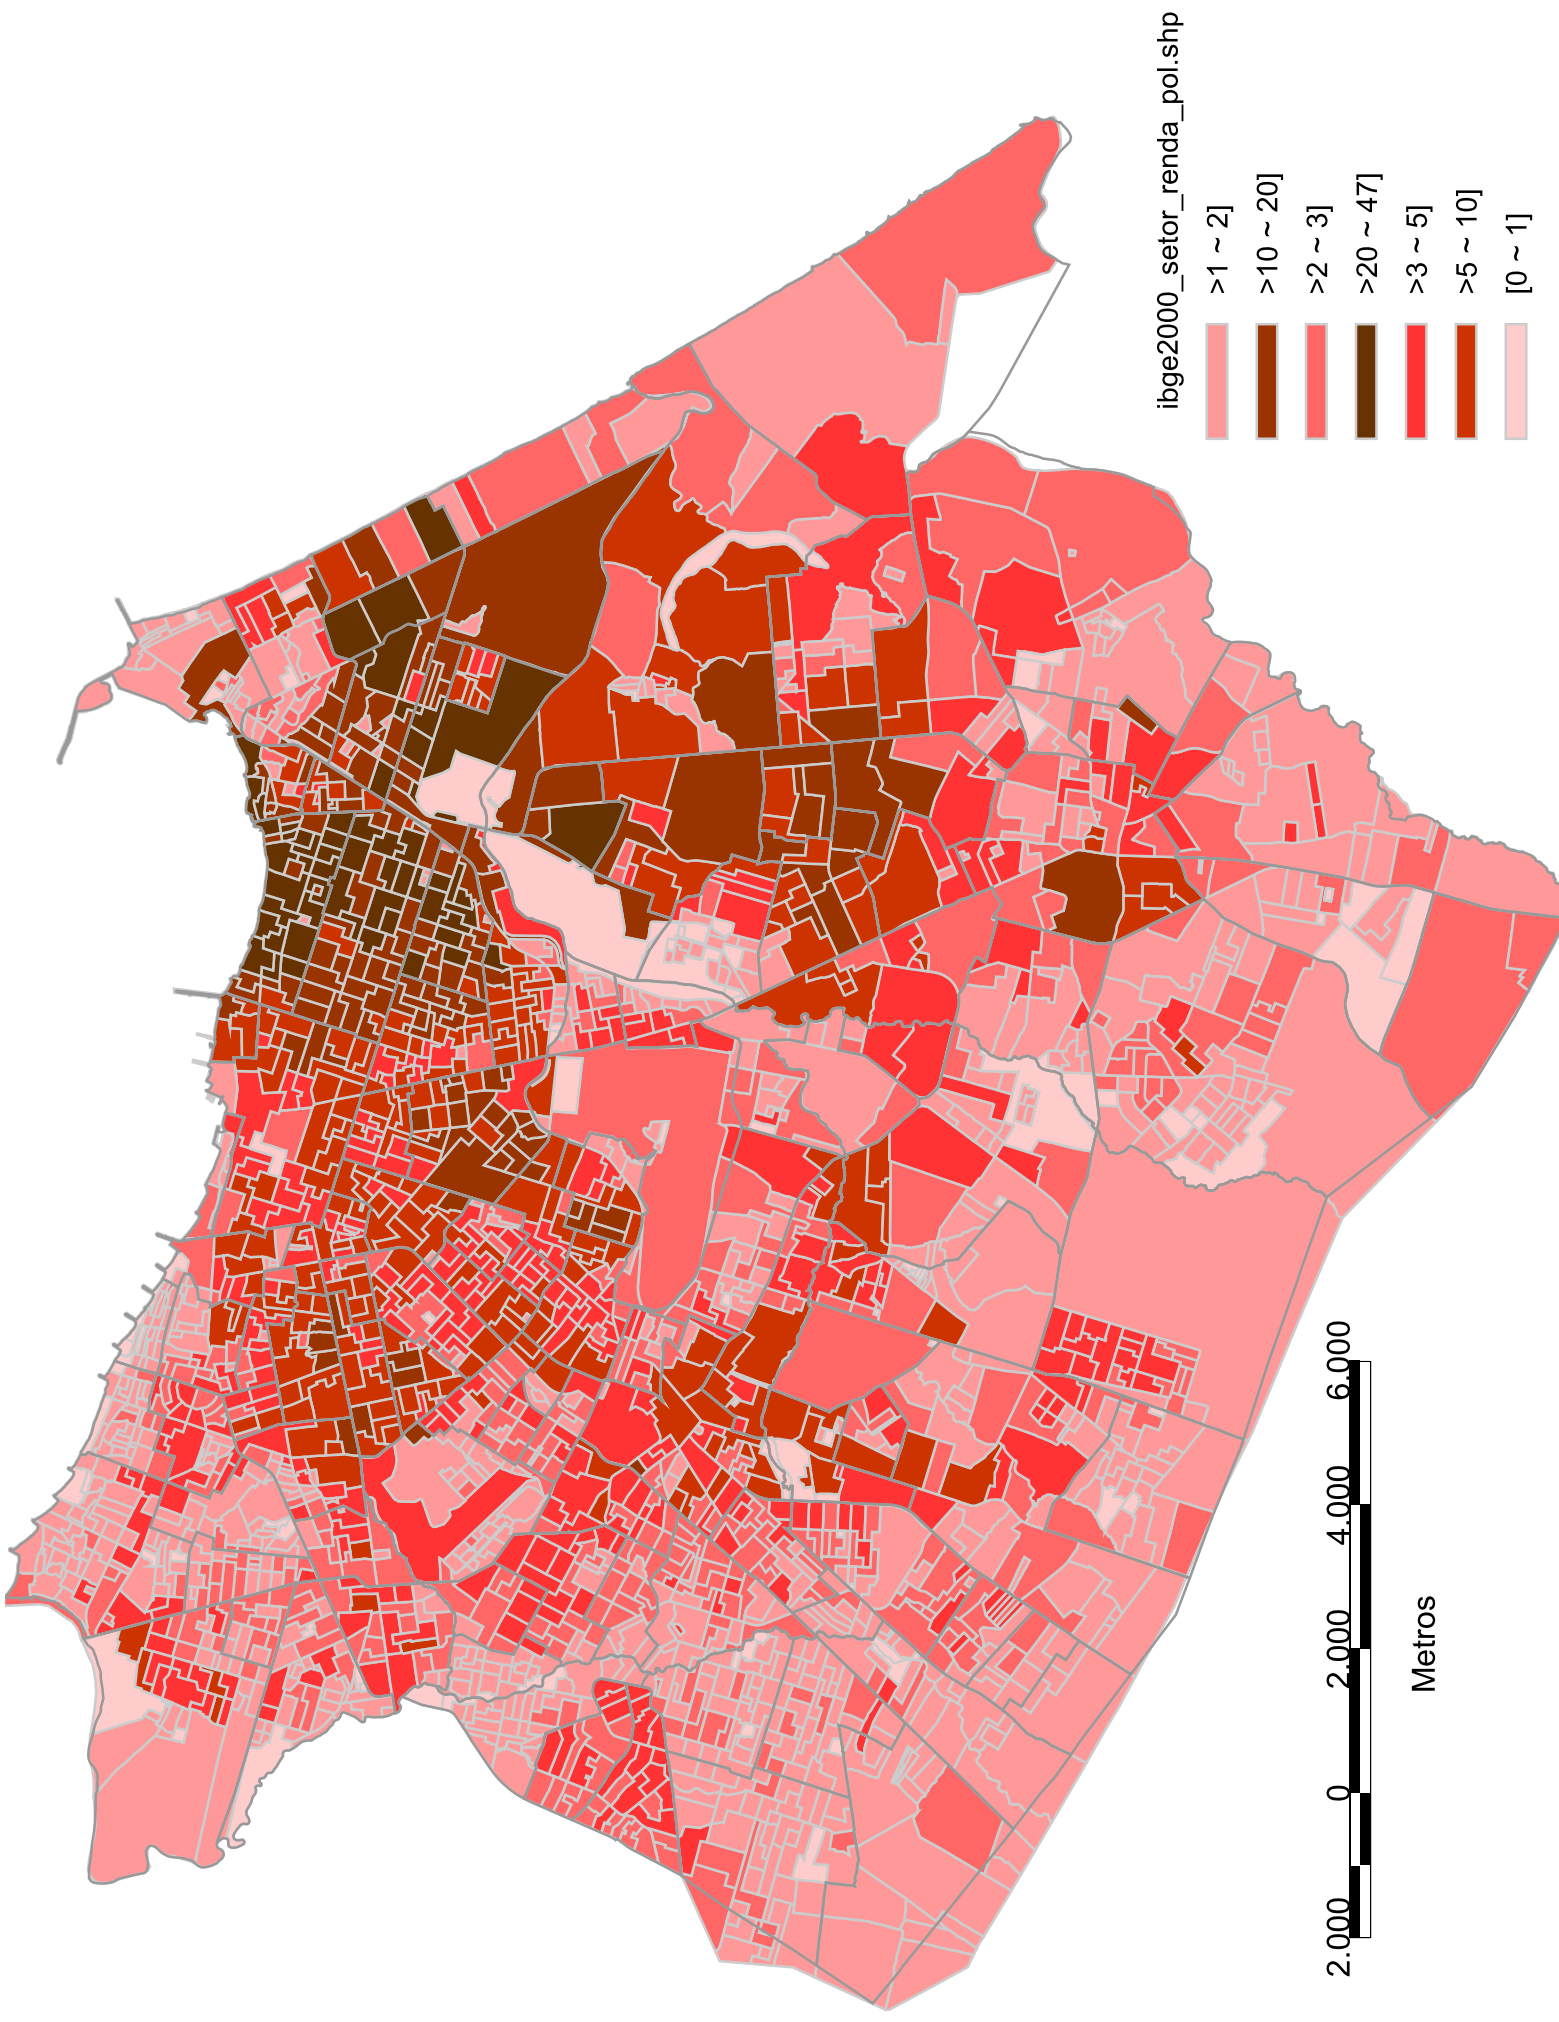 ibge2000_setor_renda_pol.shp
>1 ~ 2]
>10 ~ 20]
>2 ~ 3]
>20 ~ 47]
>3 ~ 5]
>5 ~ 10]
[0 ~ 1]
2.000 0 2.000 4.000 6.000
Metros